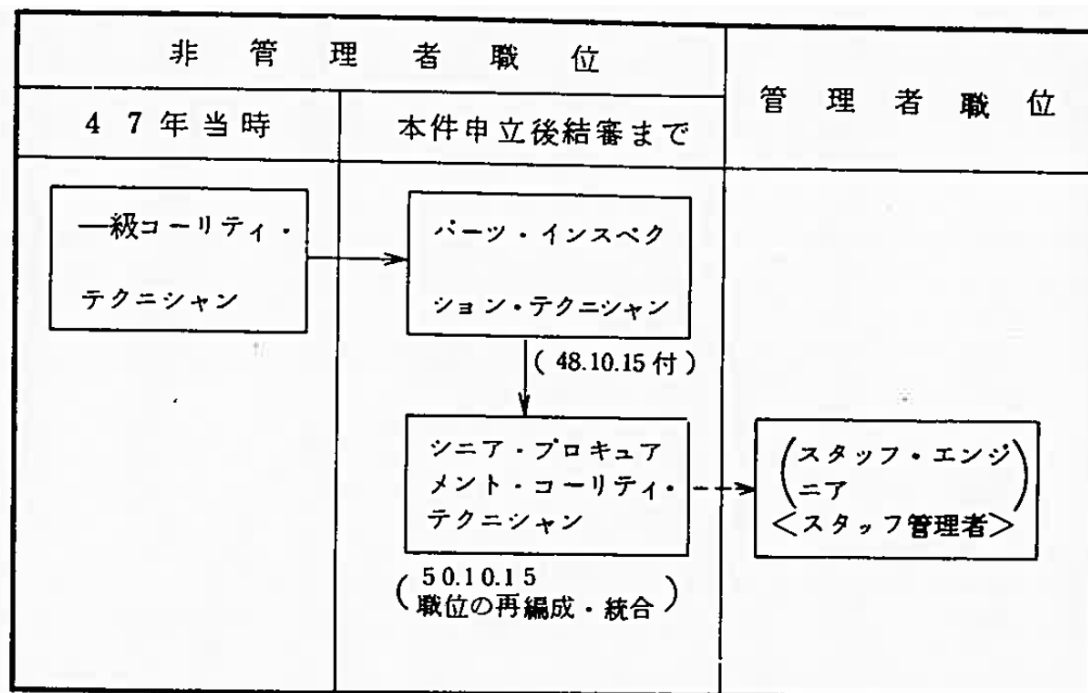 非管理者職位
管理者職位
47年当時
本件申立後結審まで
一級コーリティ・
テクニシャン
パーツ・インスペク
ション・テクニシャン
(48.10.15付)
シニア・プロキュア
メント・コーリティ・
テクニシャン
(スタッフ・エンジ
ニア)
<スタッフ管理者>
(50.10.15
職位の再編成・統合)